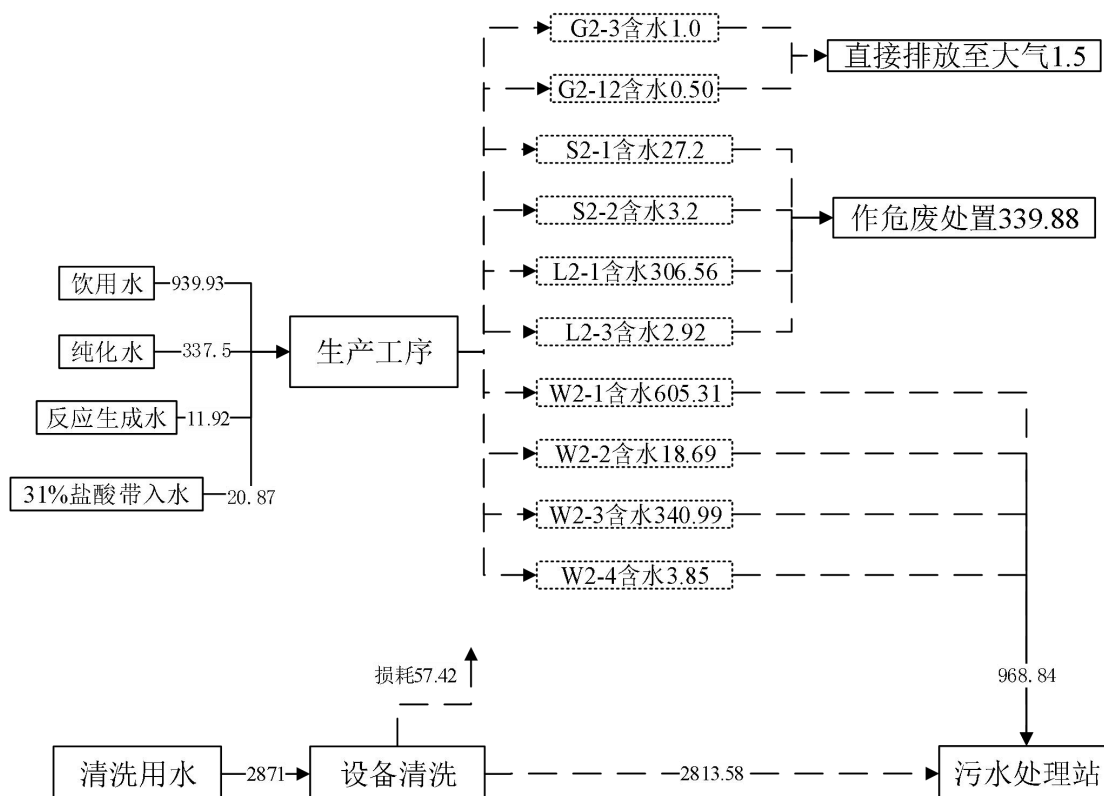 G2-3含水1.0
直接排放至大气1.5
G2-12含水0.50
S2-1含水27.2
S2-2含水3.2
作危废处置339.88
L2-1含水306.56
饮用水
939.93
L2-3含水2.92
纯化水
337.5
生产工序
W2-1含水605.31
反应生成水
11.92
W2-2含水18.69
31%盐酸带入水
20.87
W2-3含水340.99
W2-4含水3.85
损耗57.42
968.84
清洗用水
2871
设备清洗
2813.58
污水处理站